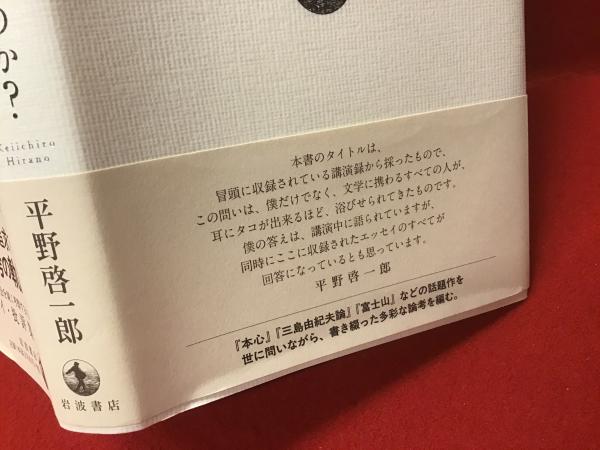 のか?
Keiichiro
Hirano
平野啓一郎
岩波書店
本書のタイトルは、
冒頭に収録されている講演録から採ったもので、
この問いは、僕だけでなく、文学に携わるすべての人が、
耳にタコが出来るほど、浴びせられてきたものです。
僕の答えは、講演中に語られていますが、
同時にここに収録されたエッセイのすべてが
回答になっているとも思っています。
平野啓一郎
『本心』『三島由紀夫論』『富士山』などの話題作を
世に問いながら、書き綴った多彩な論考を編む。